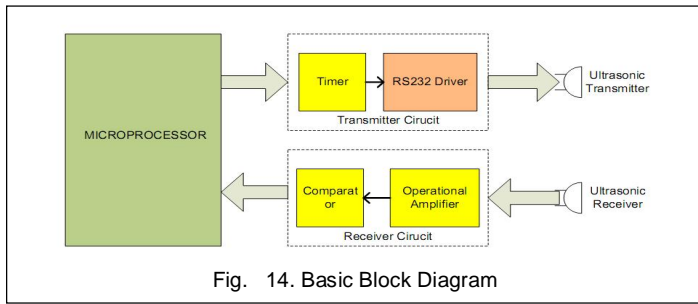 MICROPROCESSOR
Timer
RS232 Driver
Transmitter Cirucit
Ultrasonic
Transmitter
Comparat
or
Operational
Amplifier
Receiver Cirucit
Ultrasonic
Receiver
Fig. 14. Basic Block Diagram